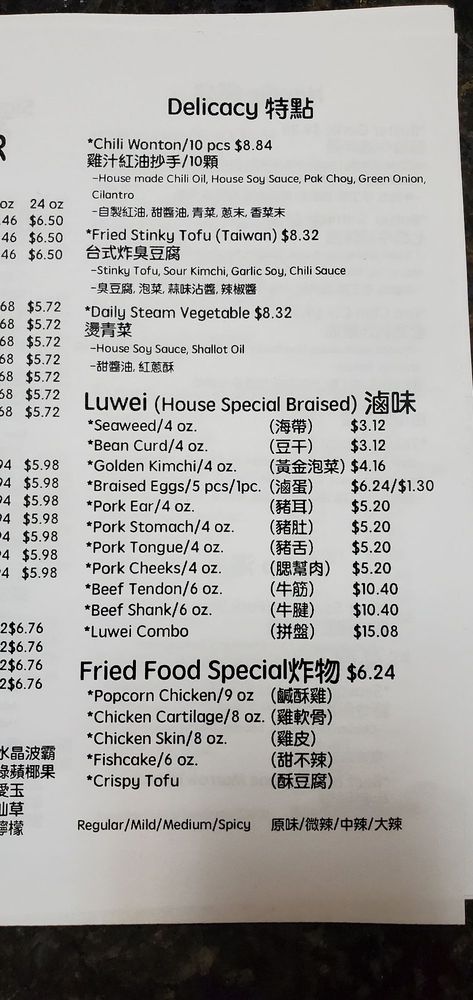 R
oz 24 oz
.46 $6.50
46 $6.50
46 $6.50
68 $5.72
68 $5.72
68 $5.72
68 $5.72
68 $5.72
68 $5.72
68 $5.72
94 $5.98
4 $5.98
4 $5.98
4 $5.98
4 $5.98
4 $5.98
4 $5.98
2$6.76
2$6.76
2$6.76
2$6.76
水晶波霸
綠蘋椰果
愛玉
仙草
檸檬
Delicacy 特點
*Chili Wonton/10 pcs $8.84
雞汁紅油抄手/10顆
-House made Chili Oil, House Soy Sauce, Pak Choy, Green Onion,
Cilantro
-自製紅油, 甜醬油, 青菜, 蔥末, 香菜末
*Fried Stinky Tofu (Taiwan) $8.32
台式炸臭豆腐
-Stinky Tofu, Sour Kimchi, Garlic Soy, Chili Sauce
-臭豆腐, 泡菜, 蒜味沾醬, 辣椒醬
*Daily Steam Vegetable $8.32
燙青菜
-House Soy Sauce, Shallot Oil
-甜醬油, 紅蔥酥
Luwei (House Special Braised) 滷味
*Seaweed/4 oz. (海帶) $3.12
*Bean Curd/4 oz. (豆干) $3.12
*Golden Kimchi/4 oz. (黃金泡菜) $4.16
*Braised Eggs/5 pcs/1pc. (滷蛋) $6.24/$1.30
*Pork Ear/4 oz. (豬耳) $5.20
*Pork Stomach/4 oz. (豬肚) $5.20
*Pork Tongue/4 oz. (豬舌) $5.20
*Pork Cheeks/4 oz. (腮幫肉) $5.20
*Beef Tendon/6 oz. (牛筋) $10.40
*Beef Shank/6 oz. (牛腱) $10.40
*Luwei Combo (拼盤) $15.08
Fried Food Special炸物 $6.24
*Popcorn Chicken/9 oz (鹹酥雞)
*Chicken Cartilage/8 oz. (雞軟骨)
*Chicken Skin/8 oz. (雞皮)
*Fishcake/6 oz. (甜不辣)
*Crispy Tofu (酥豆腐)
Regular/Mild/Medium/Spicy 原味/微辣/中辣/大辣